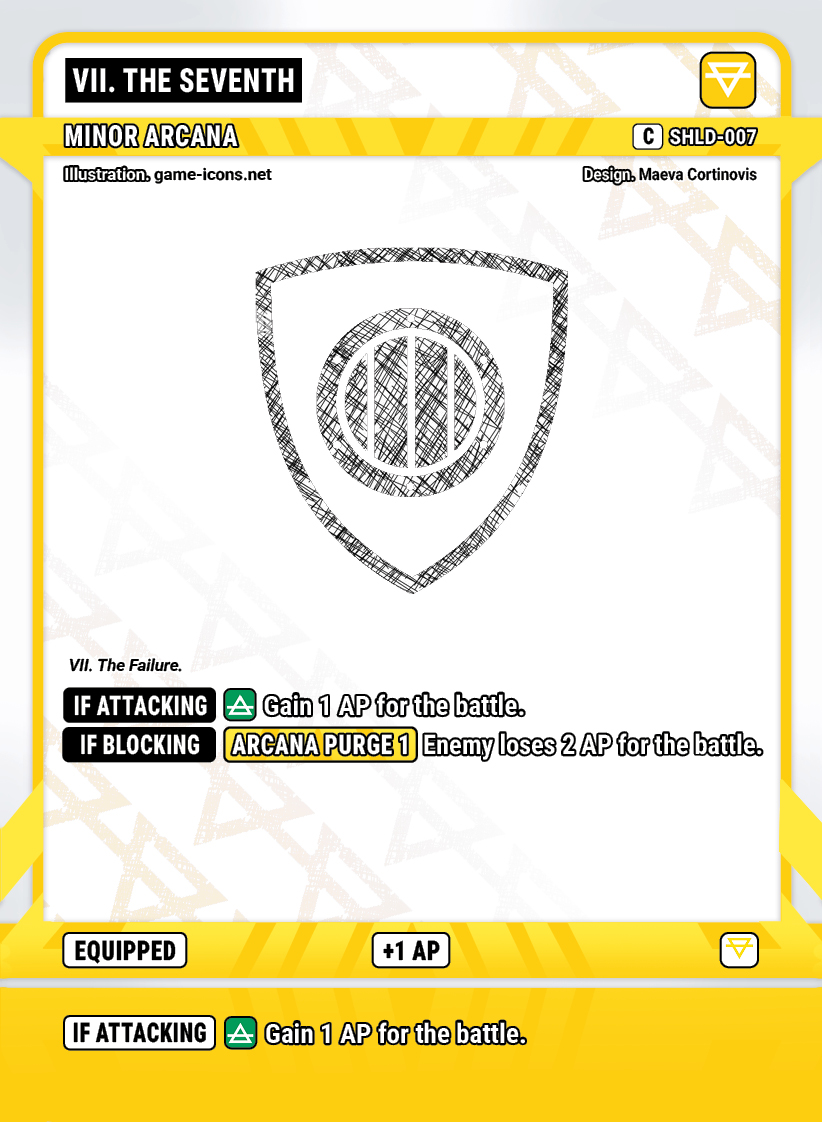 VII. THE SEVENTH
MINOR ARCANA
C SHLD-007
Illustration. game-icons.net
Design. Maeva Cortinovis
VII. The Failure.
IF ATTACKING Gain 1 AP for the battle.
IF BLOCKING ARCANA PURGE 1 Enemy loses 2 AP for the battle.
EQUIPPED
+1 AP
IF ATTACKING Gain 1 AP for the battle.